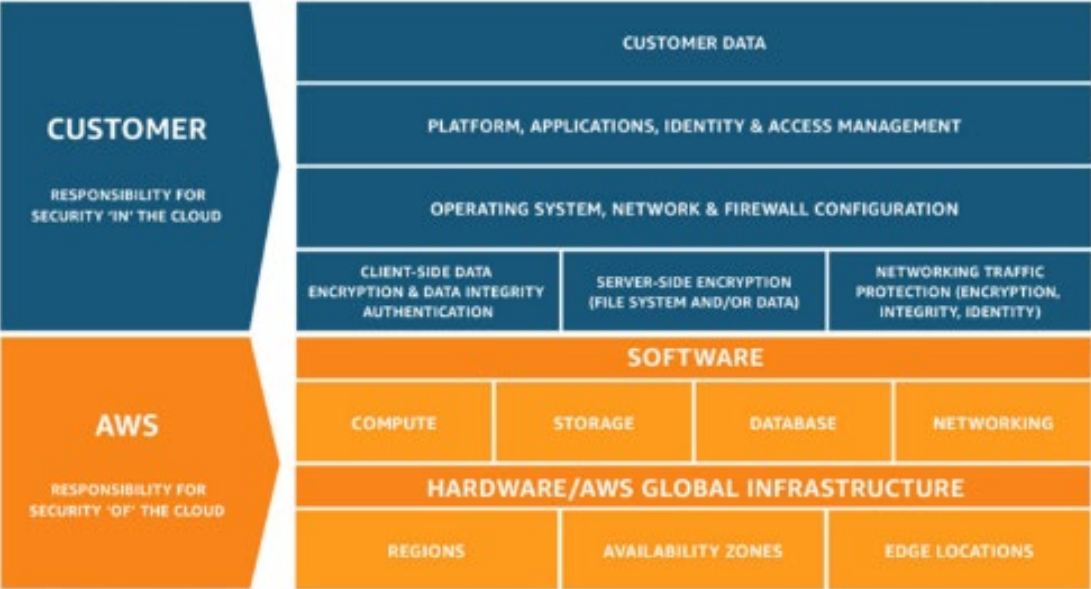 CUSTOMER
RESPONSIBILITY FOR
SECURITY ‘IN’ THE CLOUD
CUSTOMER DATA
PLATFORM, APPLICATIONS, IDENTITY & ACCESS MANAGEMENT
OPERATING SYSTEM, NETWORK & FIREWALL CONFIGURATION
CLIENT-SIDE DATA
ENCRYPTION & DATA INTEGRITY
AUTHENTICATION
SERVER-SIDE ENCRYPTION
(FILE SYSTEM AND/OR DATA)
NETWORKING TRAFFIC
PROTECTION (ENCRYPTION,
INTEGRITY, IDENTITY)
AWS
RESPONSIBILITY FOR
SECURITY ‘OF’ THE CLOUD
SOFTWARE
COMPUTE
STORAGE
DATABASE
NETWORKING
HARDWARE/AWS GLOBAL INFRASTRUCTURE
REGIONS
AVAILABILITY ZONES
EDGE LOCATIONS